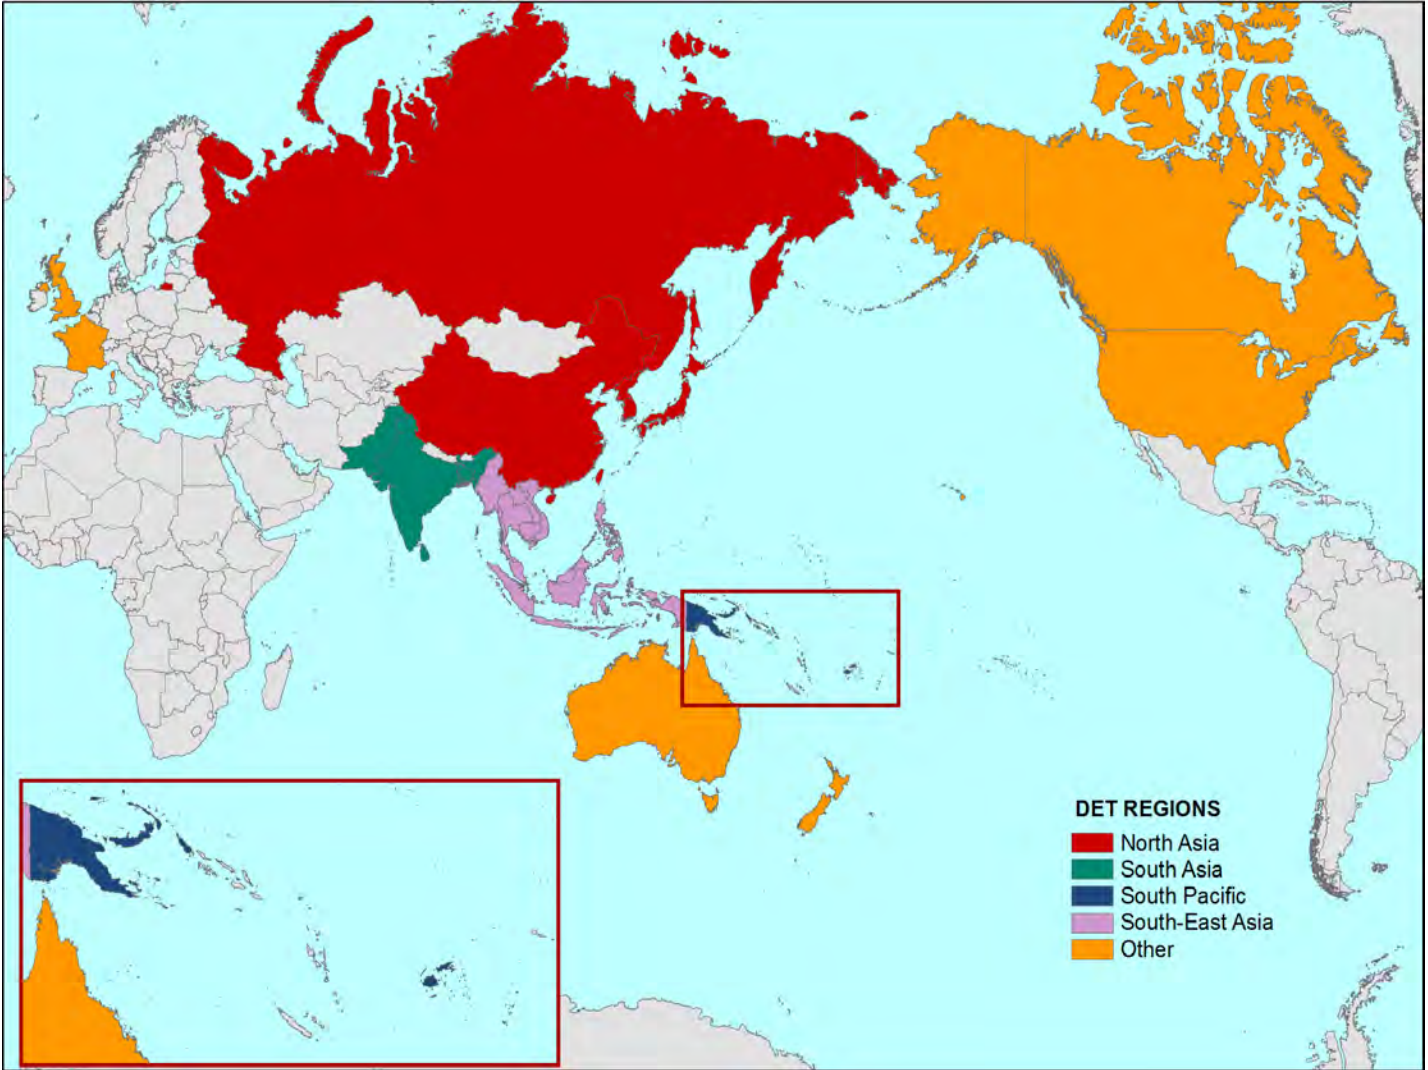 DET REGIONS
North Asia
South Asia
South Pacific
South-East Asia
Other